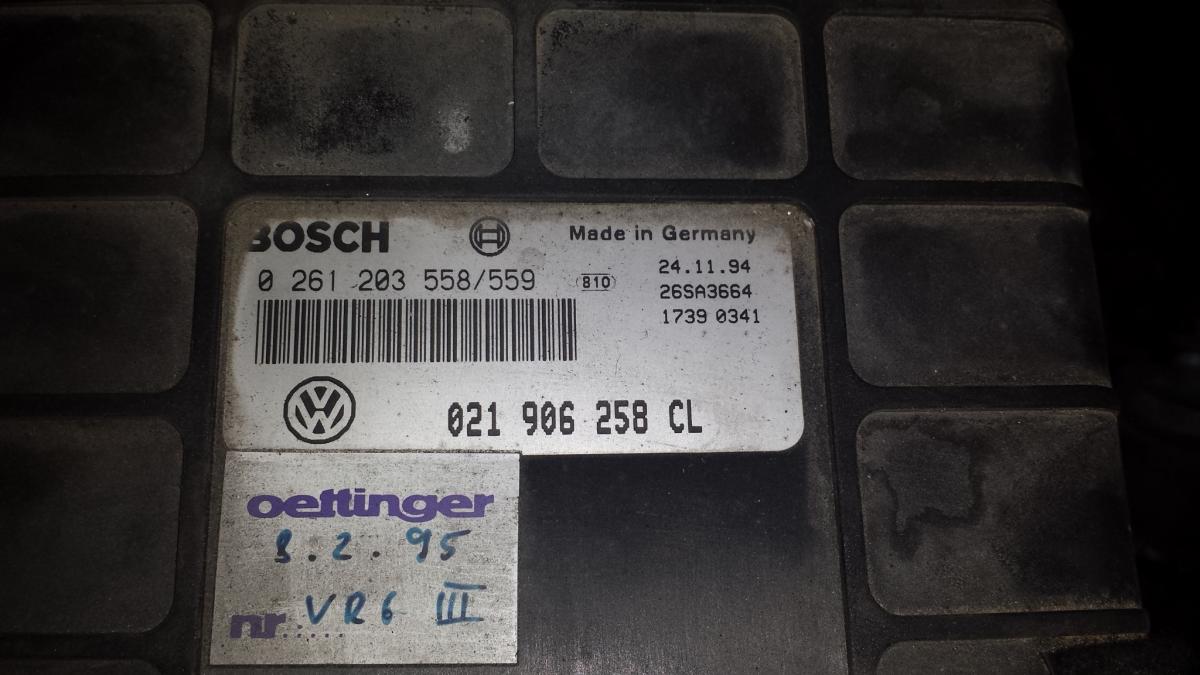 BOSCH
Made in Germany
0 261 203 558/559
810
24.11.94
26SA3664
1739 0341
021 906 258 CL
oettinger
8.2.95
nr..... VR6 III